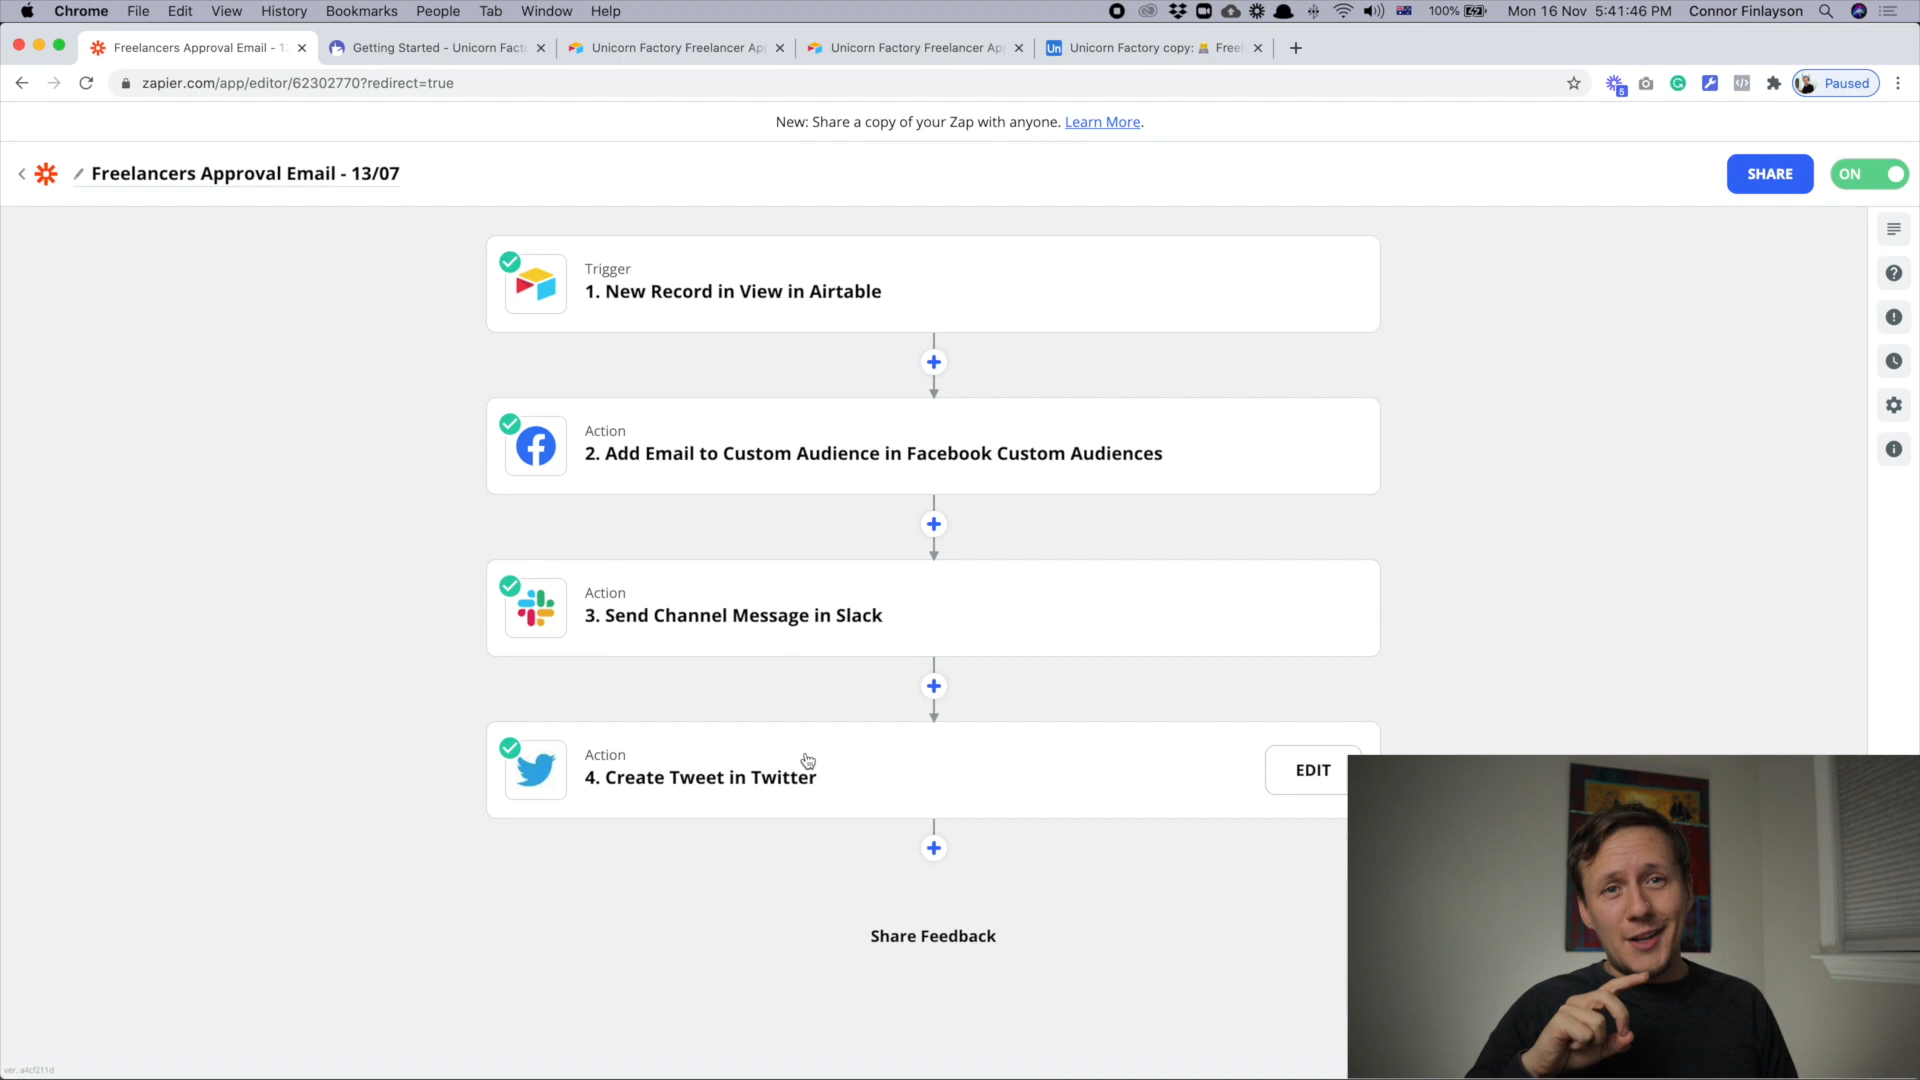 Chrome File Edit View History Bookmarks People Tab Window Help 100% Mon 16 Nov 5:41:46 PM Connor Finlayson
Freelancers Approval Email - 13 Getting Started - Unicorn Fact Unicorn Factory Freelancer Ap Unicorn Factory Freelancer Ap Un Unicorn Factory copy: Freel
zapier.com/app/editor/62302770?redirect=true 5 Paused
New: Share a copy of your Zap with anyone. Learn More.
Freelancers Approval Email - 13/07 SHARE ON
Trigger
1. New Record in View in Airtable
Action
2. Add Email to Custom Audience in Facebook Custom Audiences
Action
3. Send Channel Message in Slack
Action
4. Create Tweet in Twitter
EDIT
Share Feedback
ver. a4cf211d